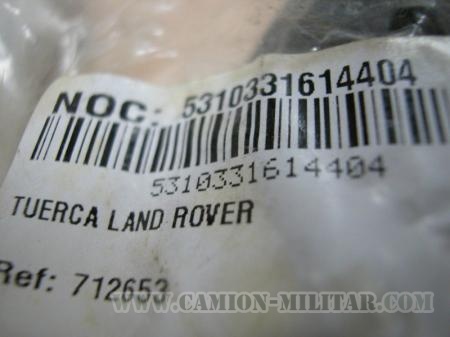 NOC: 5310331614404
5310331614404
TUERCA LAND ROVER
Ref: 712653
WWW.CAMION-MILITAR.COM